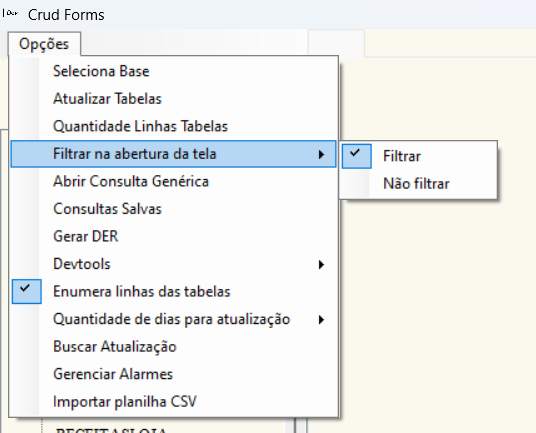 Crud Forms
Opções
Seleciona Base
Atualizar Tabelas
Quantidade Linhas Tabelas
Filtrar na abertura da tela
Filtrar
Não filtrar
Abrir Consulta Genérica
Consultas Salvas
Gerar DER
Devtools
Enumera linhas das tabelas
Quantidade de dias para atualização
Buscar Atualização
Gerenciar Alarmes
Importar planilha CSV